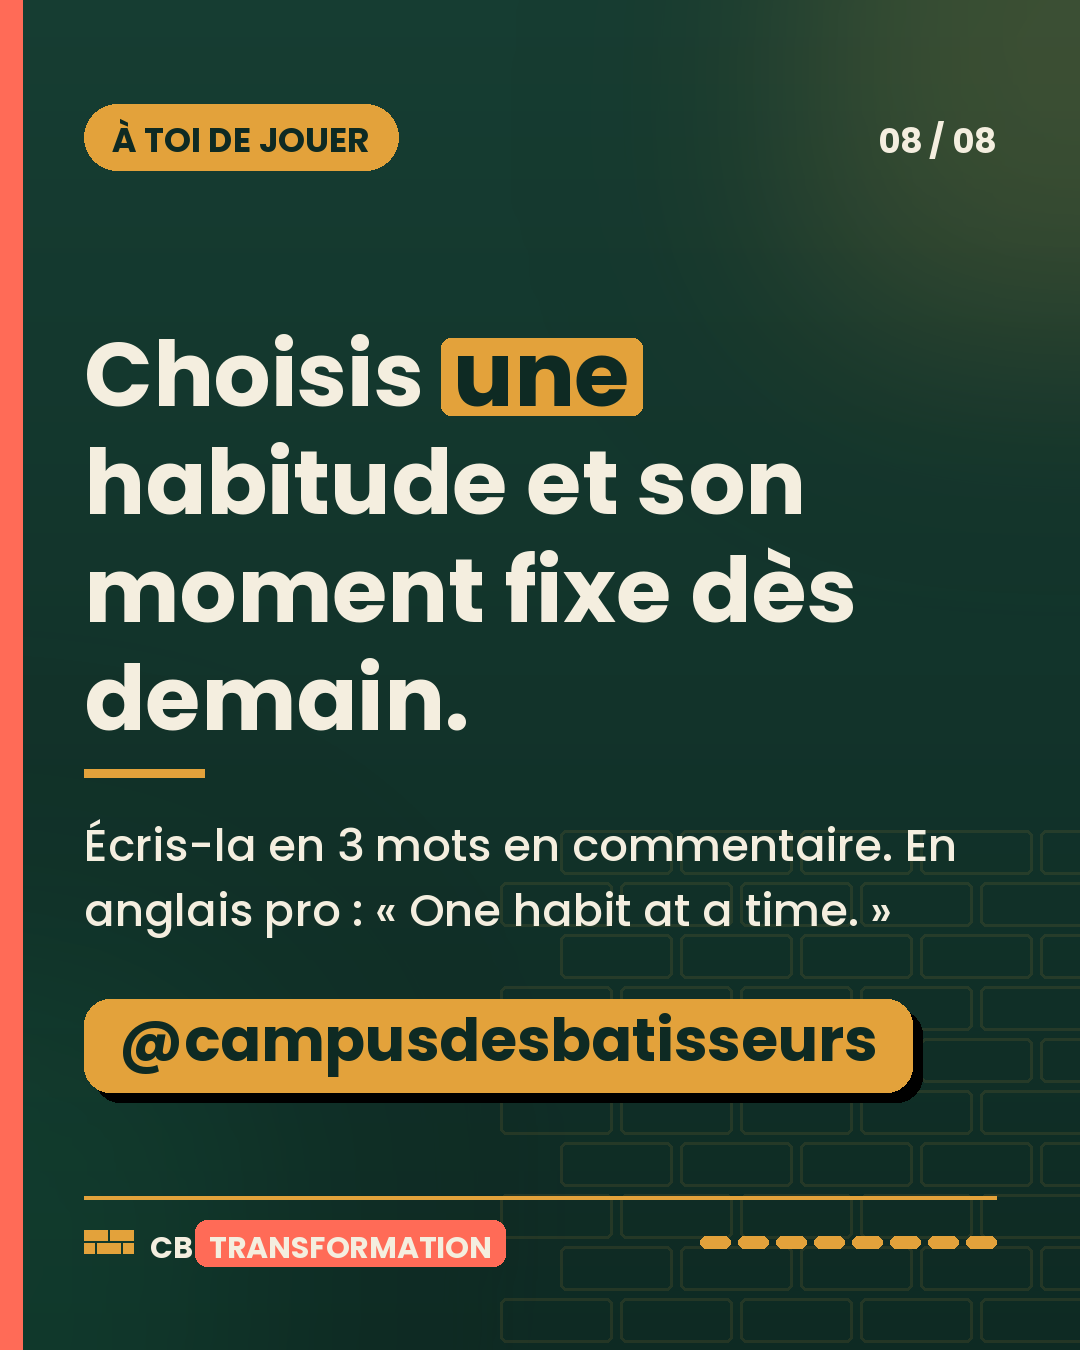 À TOI DE JOUER
08 / 08
Choisis une
habitude et son
moment fixe dès
demain.
Écris-la en 3 mots en commentaire. En
anglais pro : « One habit at a time. »
@campusdesbatisseurs
CB TRANSFORMATION